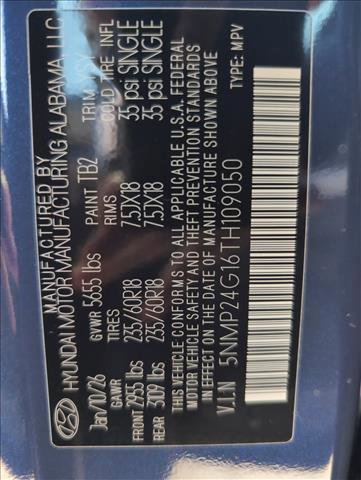 MANUFACTURED BY
HYUNDAI MOTOR MANUFACTURING ALABAMA, LLC
Jan/10/26 GVWR 5655 lbs PAINT TB2 TRIM YSY
GAWR TIRES RIMS COLD TIRE INFL
FRONT 2935 lbs 235/60R18 7.5JX18 35 psi SINGLE
REAR 3109 lbs 235/60R18 7.5JX18 35 psi SINGLE
THIS VEHICLE CONFORMS TO ALL APPLICABLE U.S.A. FEDERAL
MOTOR VEHICLE SAFETY AND THEFT PREVENTION STANDARDS
IN EFFECT ON THE DATE OF MANUFACTURE SHOWN ABOVE
V.I.N 5NMP24G16TH109050 TYPE: MPV